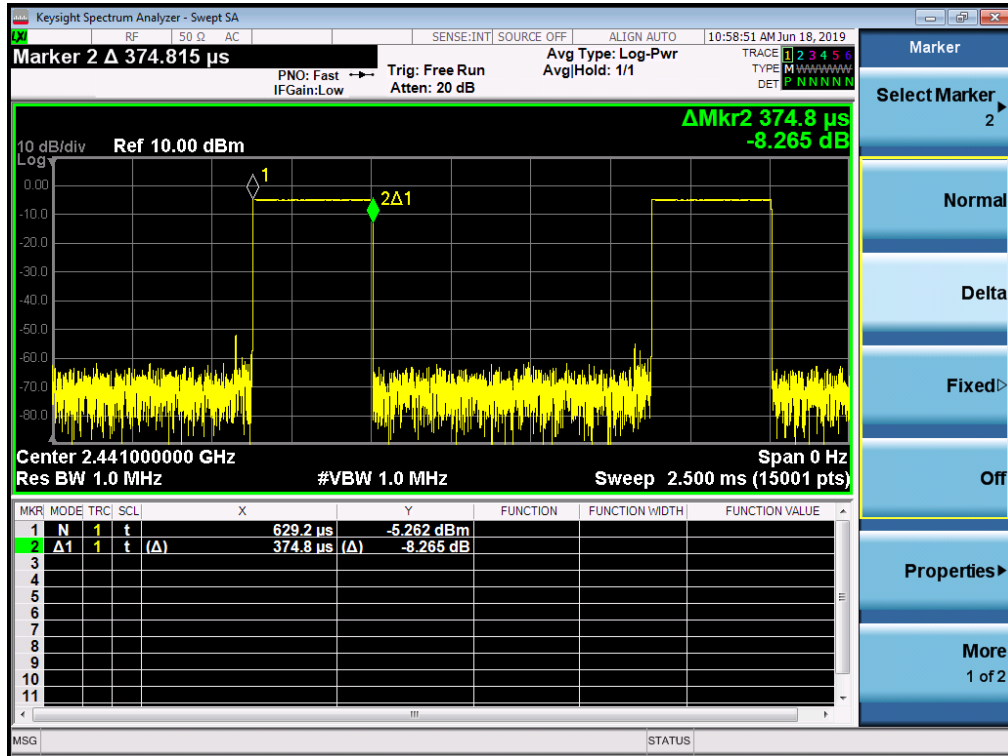 Keysight Spectrum Analyzer - Swept SA
LXI RF 50 Ω AC SENSE:INT SOURCE OFF ALIGN AUTO 10:58:51 AM Jun 18, 2019
Marker 2 Δ 374.815 µs
PNO: Fast
IFGain:Low
Trig: Free Run
Atten: 20 dB
Avg Type: Log-Pwr
Avg|Hold: 1/1
TRACE 1 2 3 4 5 6
TYPE M W W W W W
DET P N N N N N
ΔMkr2 374.8 µs
-8.265 dB
10 dB/div Ref 10.00 dBm
Log
1
0.00
2Δ1
-10.0
-20.0
-30.0
-40.0
-50.0
-60.0
-70.0
-80.0
Center 2.441000000 GHz Span 0 Hz
Res BW 1.0 MHz #VBW 1.0 MHz Sweep 2.500 ms (15001 pts)
MKR MODE TRC SCL X Y FUNCTION FUNCTION WIDTH FUNCTION VALUE
1 N 1 t 629.2 µs -5.262 dBm
2 Δ1 1 t (Δ) 374.8 µs (Δ) -8.265 dB
3
4
5
6
7
8
9
10
11
MSG STATUS
Marker
Select Marker
2
Normal
Delta
Fixed
Off
Properties
More
1 of 2